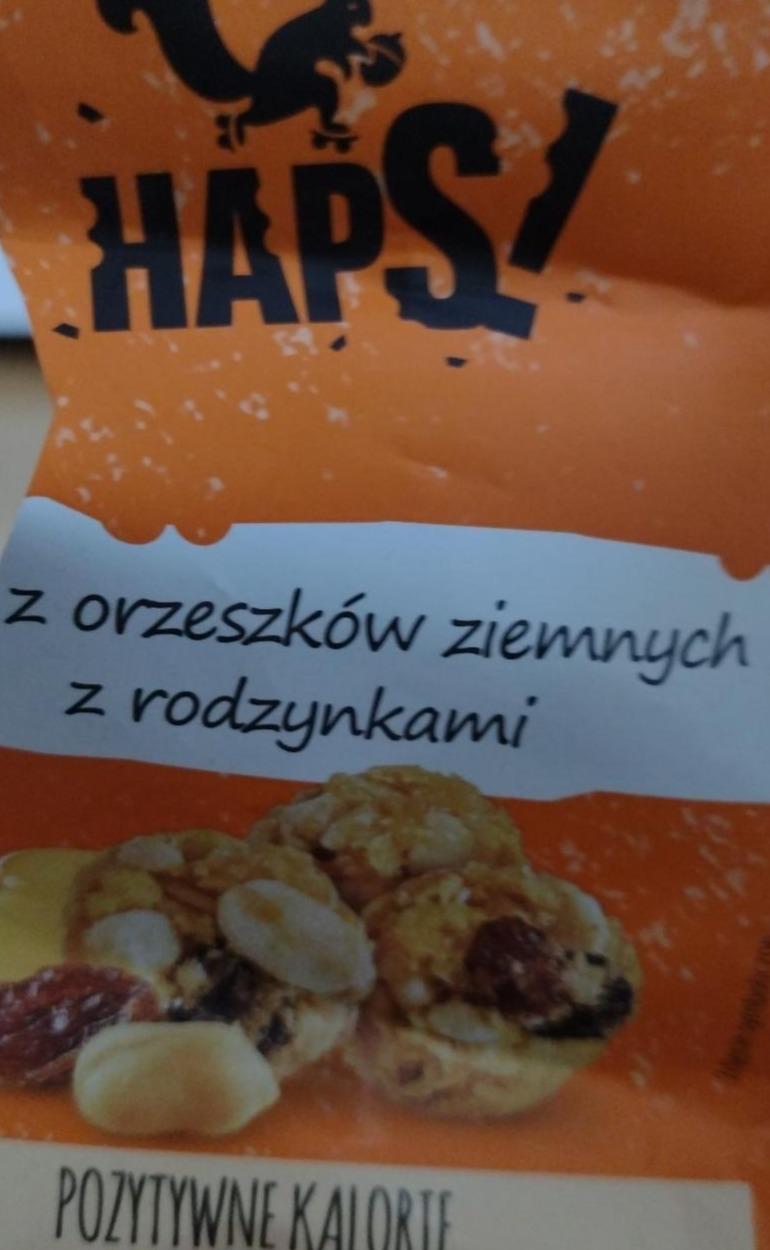 HAPS!
z orzeszków ziemnych
z rodzynkami
POZYTYWNE KALORIE